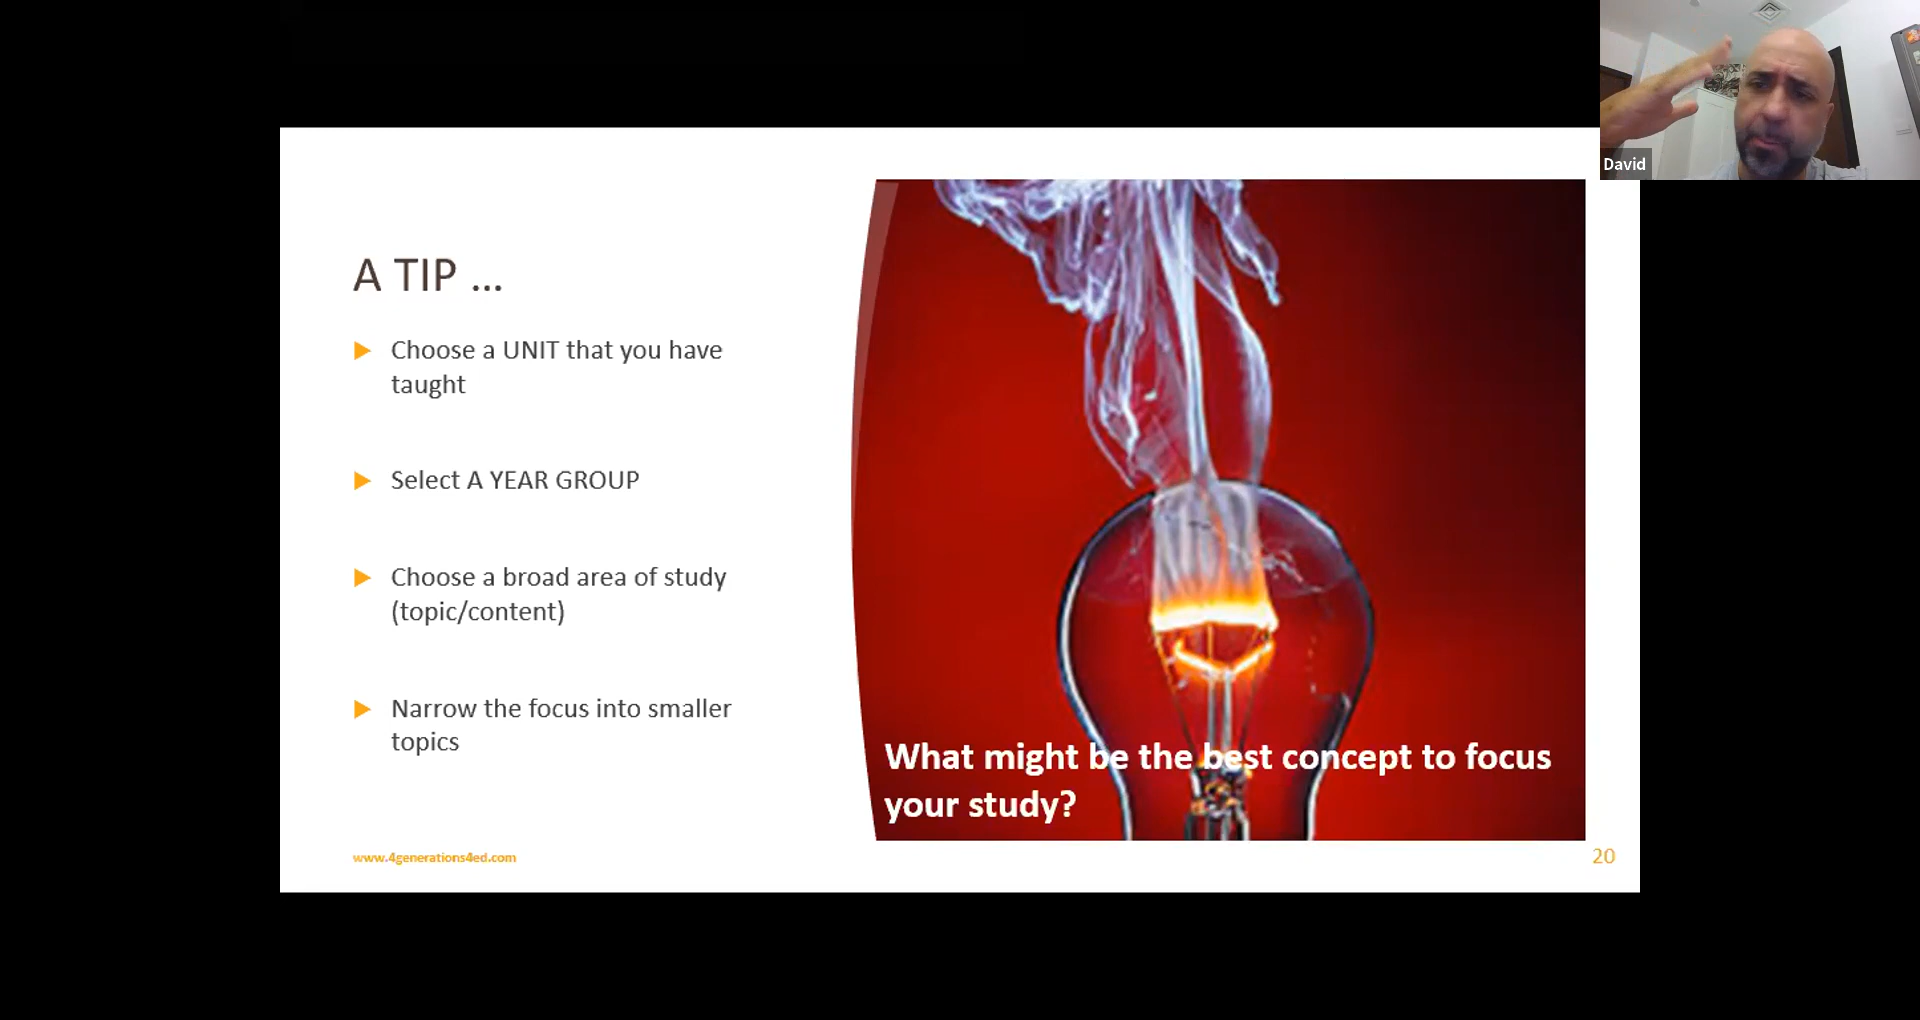 David
A TIP ...
Choose a UNIT that you have
taught
Select A YEAR GROUP
Choose a broad area of study
(topic/content)
Narrow the focus into smaller
topics
What might be the best concept to focus
your study?
www.4generations4ed.com
20